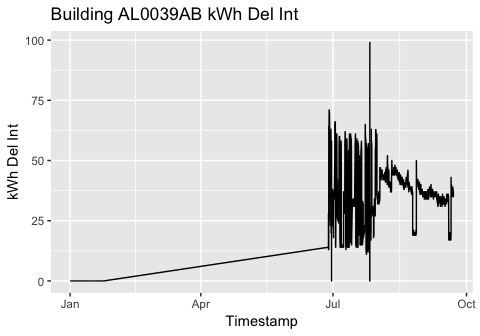 Building AL0039AB kWh Del Int
100
75
50
25
0
kWh Del Int
Jan Apr Jul Oct
Timestamp